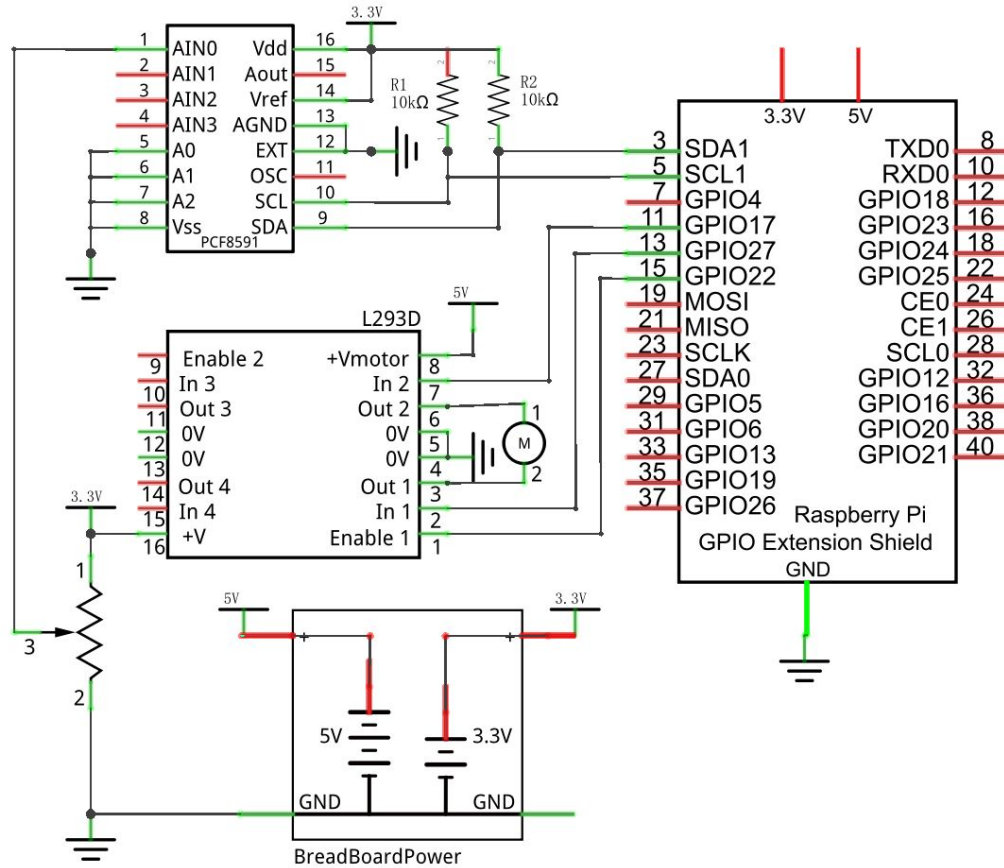 3.3V
1 AIN0 Vdd 16
2 AIN1 Aout 15
3 AIN2 Vref 14
4 AIN3 AGND 13
5 A0 EXT 12
6 A1 OSC 11
7 A2 SCL 10
8 Vss SDA 9
PCF8591
2
R1
10kΩ
1
2
R2
10kΩ
1
3.3V 5V
3 SDA1 TXD0 8
5 SCL1 RXD0 10
7 GPIO4 GPIO18 12
11 GPIO17 GPIO23 16
13 GPIO27 GPIO24 18
15 GPIO22 GPIO25 22
19 MOSI CE0 24
21 MISO CE1 26
23 SCLK SCL0 28
27 SDA0 GPIO12 32
29 GPIO5 GPIO16 36
31 GPIO6 GPIO20 38
33 GPIO13 GPIO21 40
35 GPIO19
37 GPIO26
Raspberry Pi
GPIO Extension Shield
GND
5V
L293D
9 Enable 2 +Vmotor 8
10 In 3 In 2 7
11 Out 3 Out 2 6
12 0V 0V 5
13 0V 0V 4
14 Out 4 Out 1 3
15 In 4 In 1 2
16 +V Enable 1 1
1
M
2
3.3V
1
3
2
5V
3.3V
+ +
5V 3.3V
GND GND
BreadBoardPower